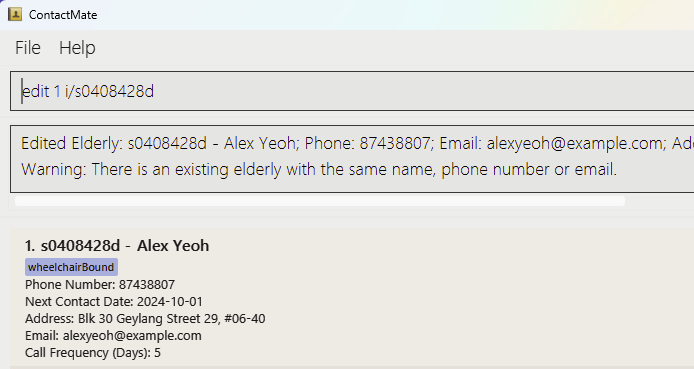 ContactMate
File Help
edit 1 i/s0408428d
Edited Elderly: s0408428d - Alex Yeoh; Phone: 87438807; Email: alexyeoh@example.com; Ad
Warning: There is an existing elderly with the same name, phone number or email.
1. s0408428d - Alex Yeoh
wheelchairBound
Phone Number: 87438807
Next Contact Date: 2024-10-01
Address: Blk 30 Geylang Street 29, #06-40
Email: alexyeoh@example.com
Call Frequency (Days): 5